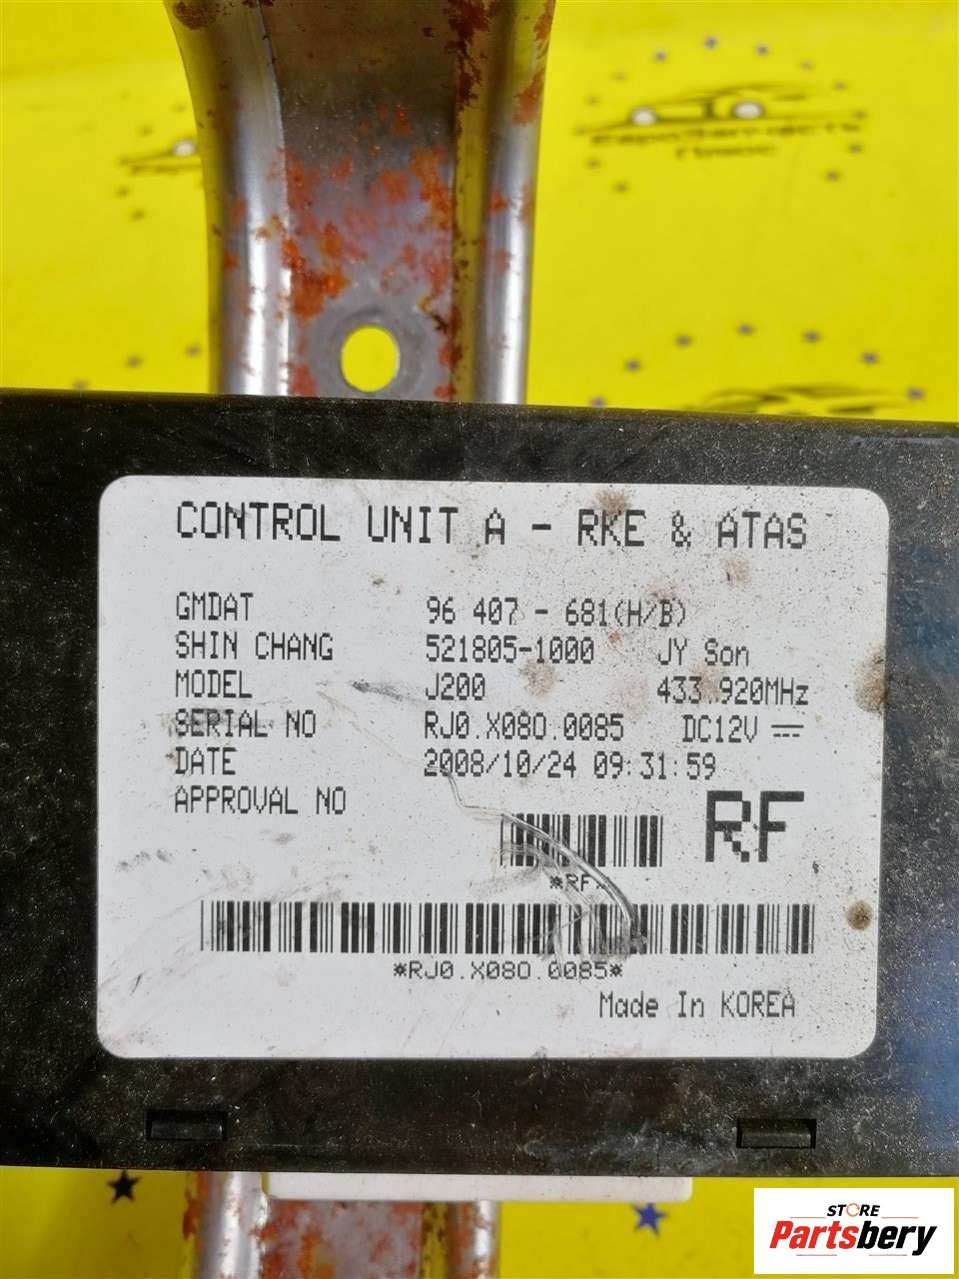 CONTROL UNIT A - RKE & ATAS
GMDAT 96 407 - 681(H/B)
SHIN CHANG 521805-1000 JY Son
MODEL J200 433.920MHz
SERIAL NO RJ0.X080.0085 DC12V
DATE 2008/10/24 09:31:59
APPROVAL NO
RF
*RF*
*RJ0.X080.0085*
Made In KOREA
STORE
Partsbery